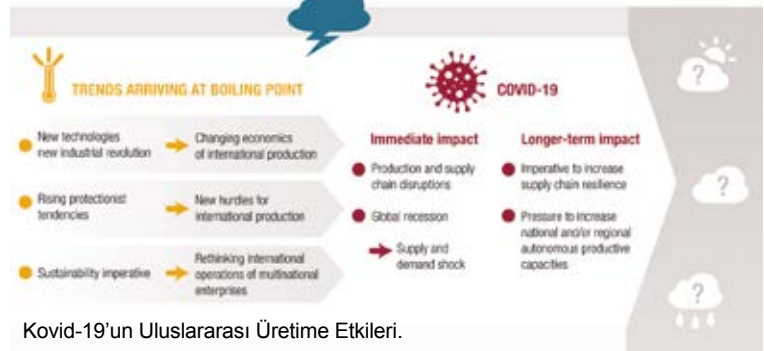 TRENDS ARRIVING AT BOILING POINT
New technologies
new industrial revolution
Changing economics
of international production
Rising protectionist
tendencies
New hurdles for
international production
Sustainability imperative
Rethinking international
operations of multinational
enterprises
COVID-19
Immediate impact
Production and supply
chain disruptions
Global recession
Supply and
demand shock
Longer-term impact
Imperative to increase
supply chain resilience
Pressure to increase
national and/or regional
autonomous productive
capacities
?
?
?
Kovid-19’un Uluslararası Üretime Etkileri.